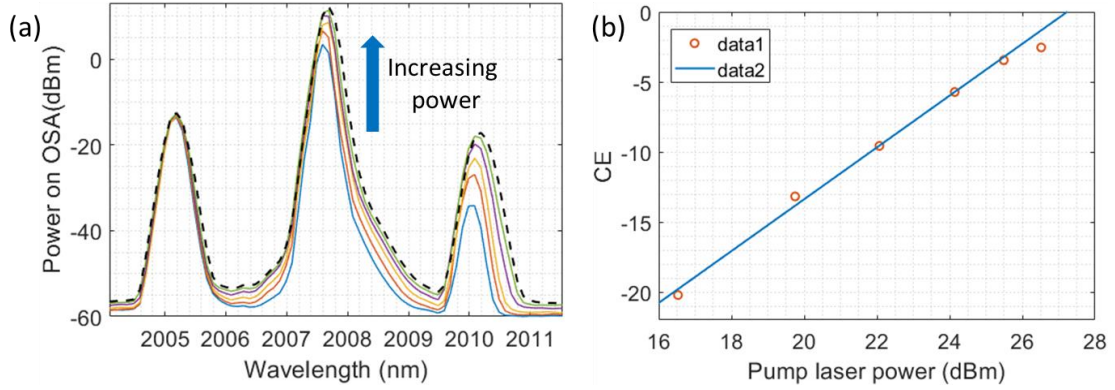 (a)
Power on OSA(dBm)
0
-20
-40
-60
Increasing
power
2005
2006
2007
2008
2009
2010
2011
Wavelength (nm)
(b)
CE
0
-5
-10
-15
-20
data1
data2
16
18
20
22
24
26
28
Pump laser power (dBm)